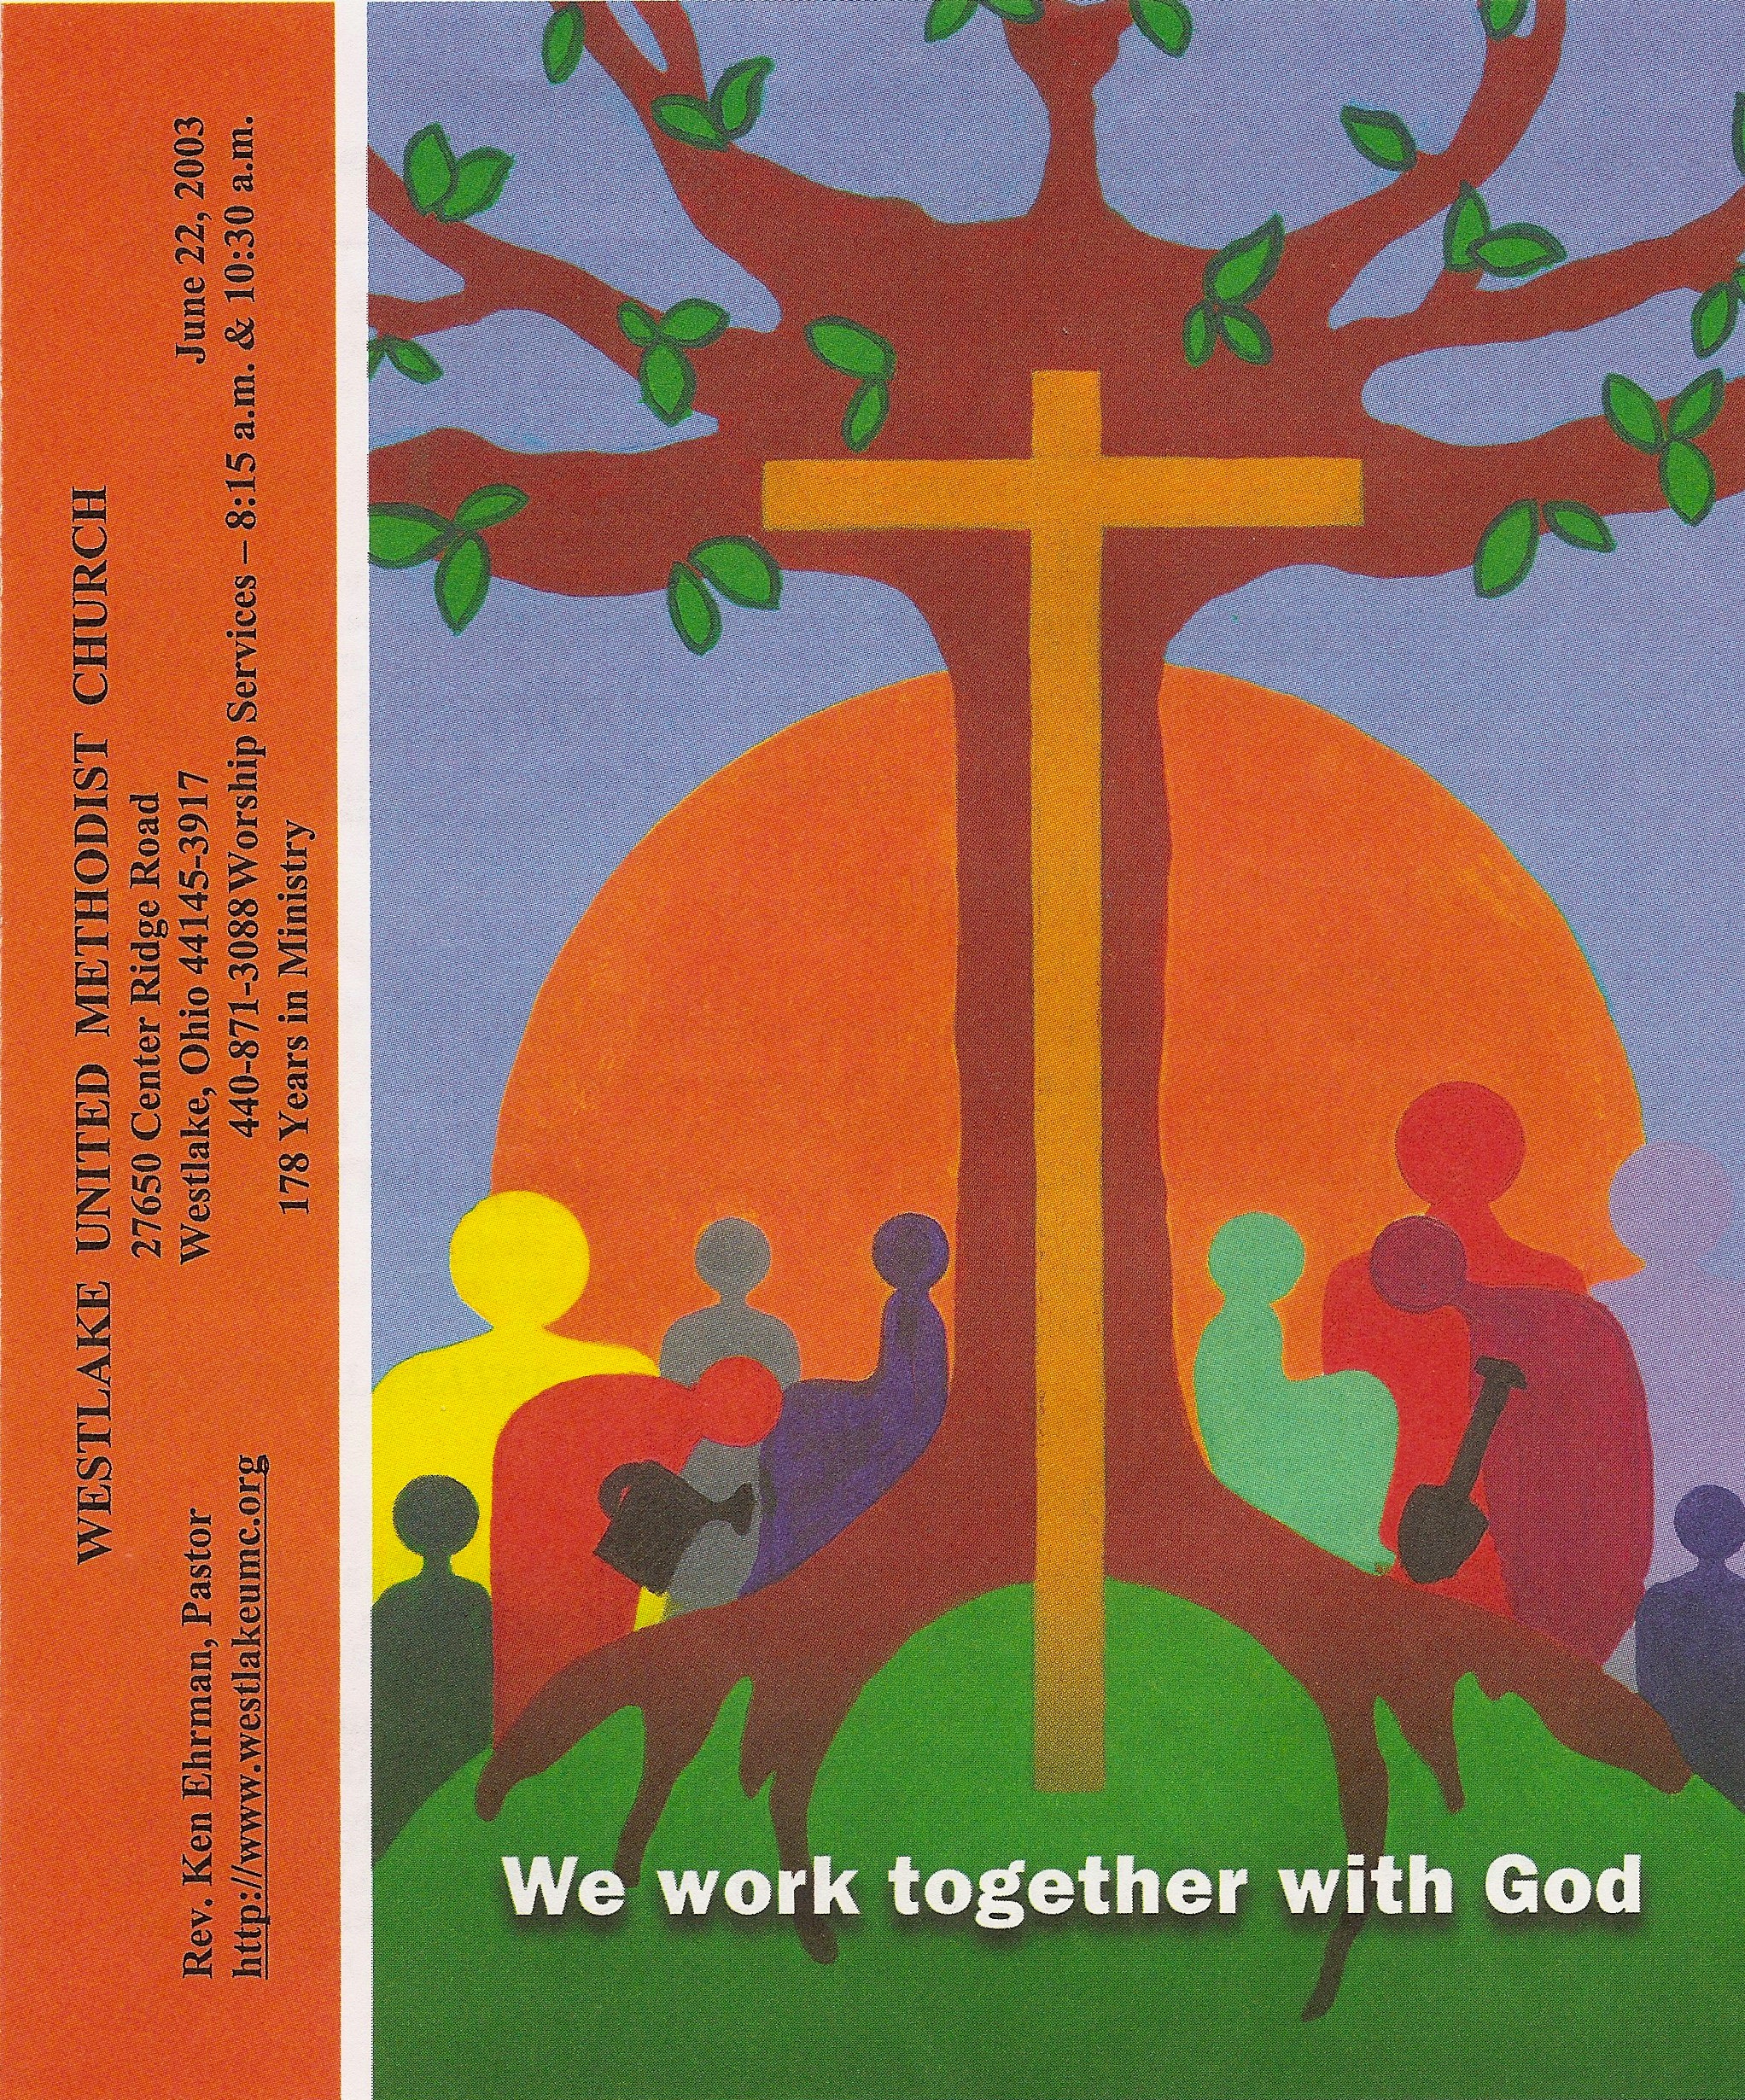 WESTLAKE UNITED METHODIST CHURCH
27650 Center Ridge Road
Westlake, Ohio 44145-3917
Rev. Ken Ehrman, Pastor
June 22, 2003
http://www.westlakeumc.org
440-871-3088 Worship Services – 8:15 a.m. & 10:30 a.m.
178 Years in Ministry
We work together with God